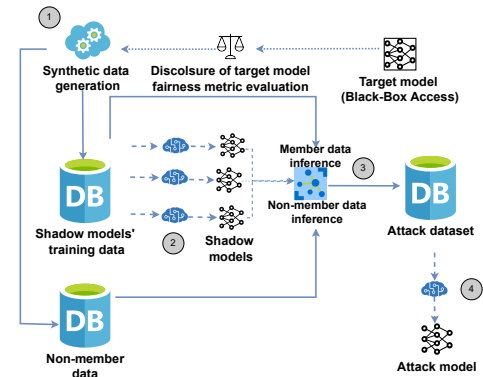 1
Synthetic data
generation
Discolsure of target model
fairness metric evaluation
Target model
(Black-Box Access)
Member data
inference
3
DB
DB
Non-member data
inference
Shadow models'
training data
2
Shadow
models
Attack dataset
4
DB
Non-member
data
Attack model